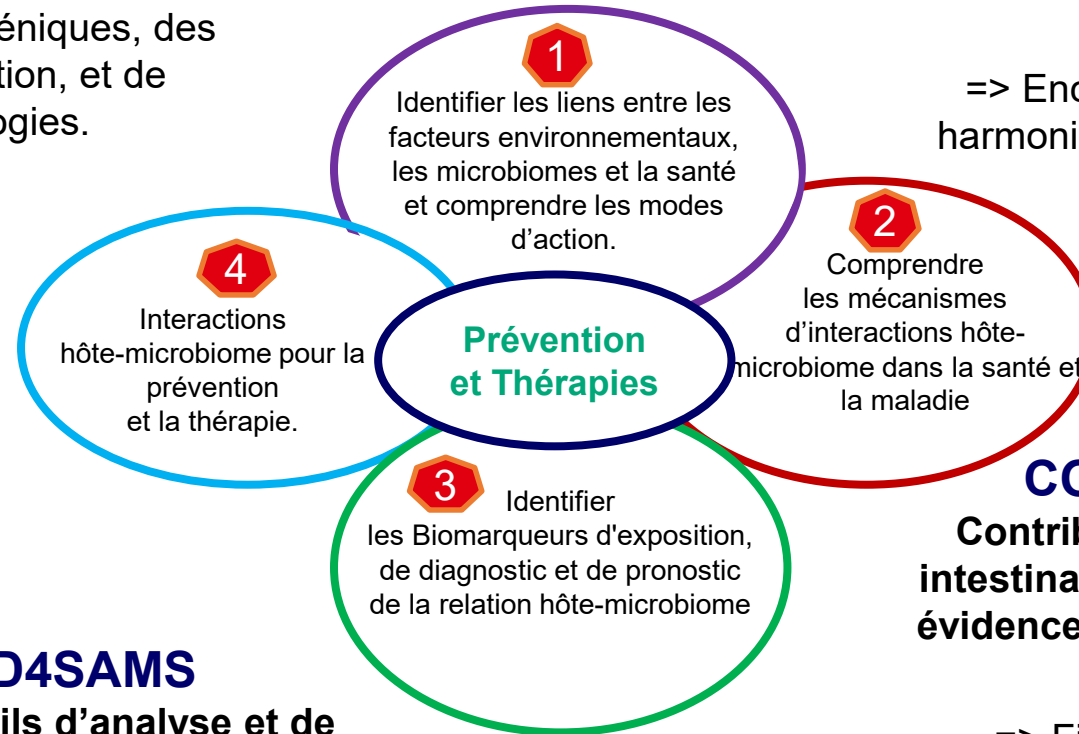 éniques, des
tion, et de
ogies.
1
Identifier les liens entre les
facteurs environnementaux,
les microbiomes et la santé
et comprendre les modes
d’action.
=> Enc
harmoni
2
Comprendre
les mécanismes
d’interactions hôte-
microbiome dans la santé et
la maladie
4
Interactions
hôte-microbiome pour la
prévention
et la thérapie.
Prévention
et Thérapies
3
Identifier
les Biomarqueurs d'exposition,
de diagnostic et de pronostic
de la relation hôte-microbiome
Contrib
intestina
évidence
D4SAMS
ils d’analyse et de